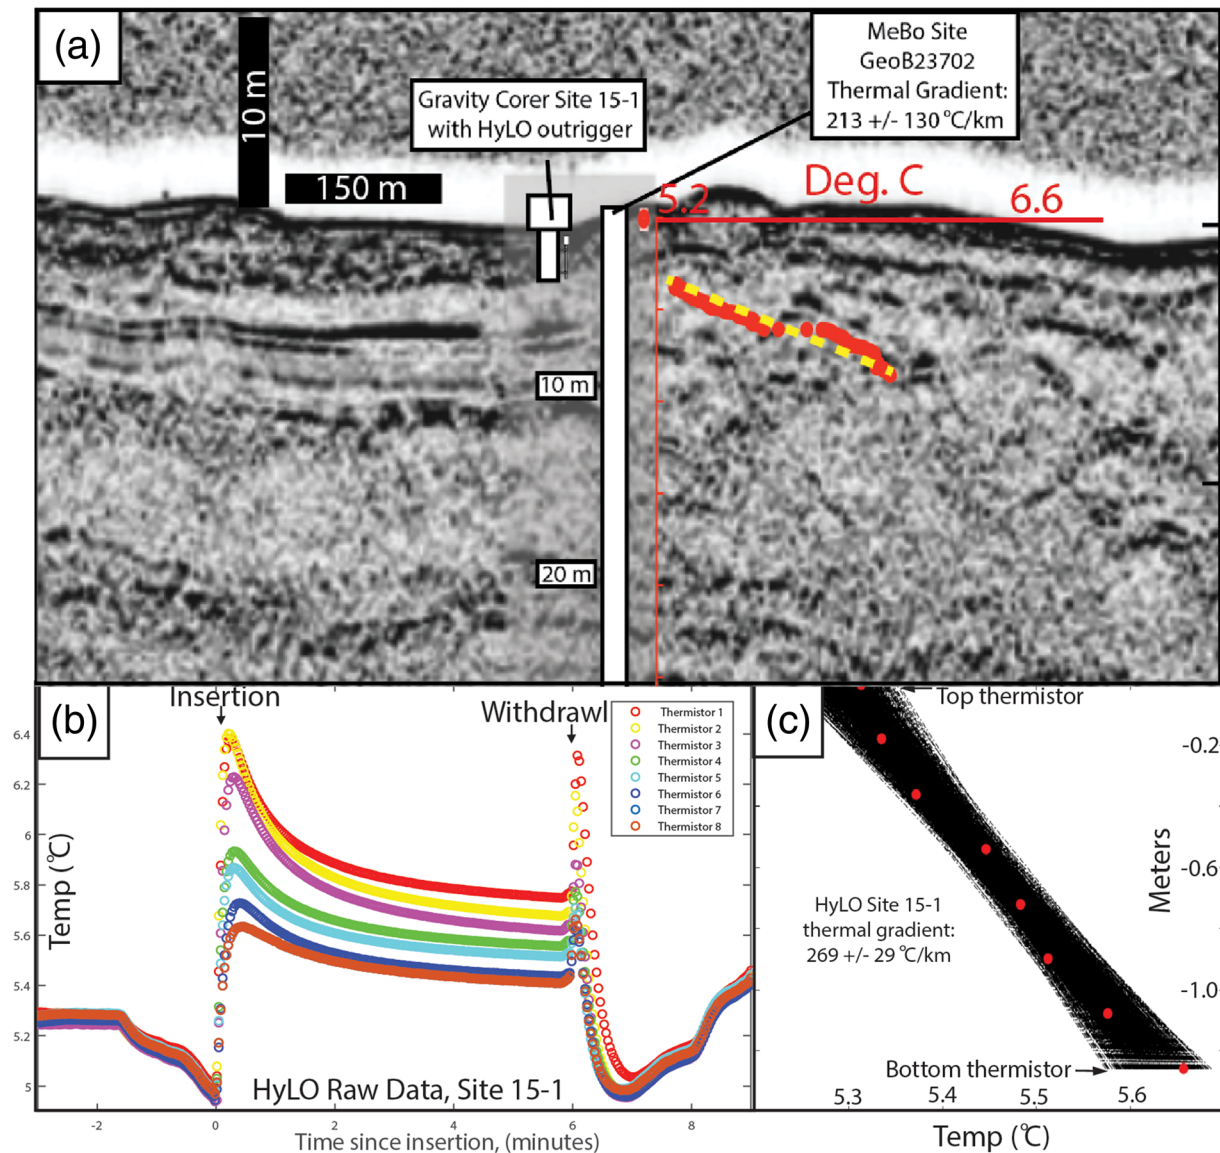 (a)
10 m
150 m
Gravity Corer Site 15-1
with HyLO outrigger
MeBo Site
GeoB23702
Thermal Gradient:
213 +/- 130 °C/km
Deg. C
5.2
6.6
10 m
20 m
(b)
Insertion
Withdrawl
Thermistor 1
Thermistor 2
Thermistor 3
Thermistor 4
Thermistor 5
Thermistor 6
Thermistor 7
Thermistor 8
6.4
6.2
6
5.8
5.6
5.4
5.2
5
Temp (°C)
HyLO Raw Data, Site 15-1
-2
0
2
4
6
8
Time since insertion, (minutes)
(c)
Top thermistor
-0.2
-0.6
-1.0
Meters
HyLO Site 15-1
thermal gradient:
269 +/- 29 °C/km
Bottom thermistor
5.3
5.4
5.5
5.6
Temp (°C)